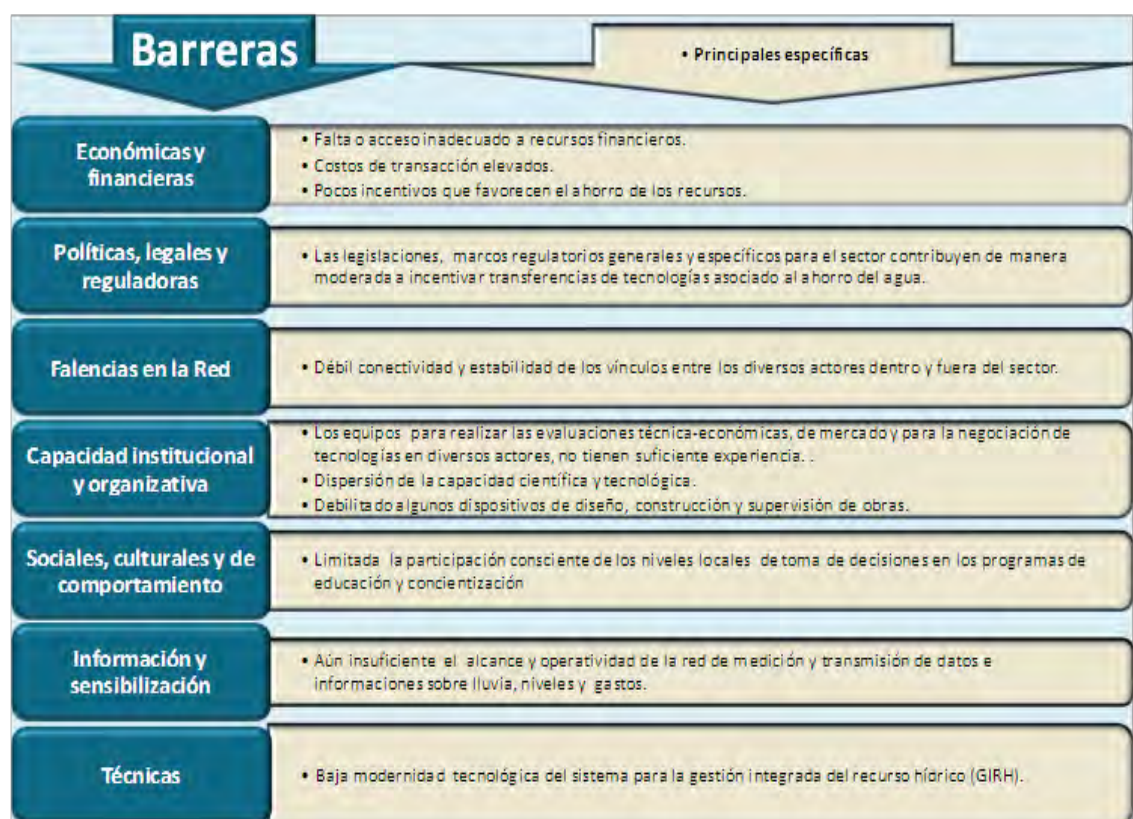 Barreras
• Principales específicas
Económicas y
financieras
• Falta o acceso inadecuado a recursos financieros.
• Costos de transacción elevados.
• Pocos incentivos que favorecen el ahorro de los recursos.
Políticas, legales y
reguladoras
• Las legislaciones, marcos regulatorios generales y específicos para el sector contribuyen de manera
moderada a incentivar transferencias de tecnologías asociado al ahorro del agua.
Falencias en la Red
• Débil conectividad y estabilidad de los vínculos entre los diversos actores dentro y fuera del sector.
Capacidad institucional
y organizativa
• Los equipos para realizar las evaluaciones técnica-económicas, de mercado y para la negociación de
tecnologías en diversos actores, no tienen suficiente experiencia. .
• Dispersión de la capacidad científica y tecnológica.
• Debilitado algunos dispositivos de diseño, construcción y supervisión de obras.
Sociales, culturales y de
comportamiento
• Limitada la participación consciente de los niveles locales de toma de decisiones en los programas de
educación y concientización
Información y
sensibilización
• Aún insuficiente el alcance y operatividad de la red de medición y transmisión de datos e
informaciones sobre lluvia, niveles y gastos.
Técnicas
• Baja modernidad tecnológica del sistema para la gestión integrada del recurso hídrico (GIRH).